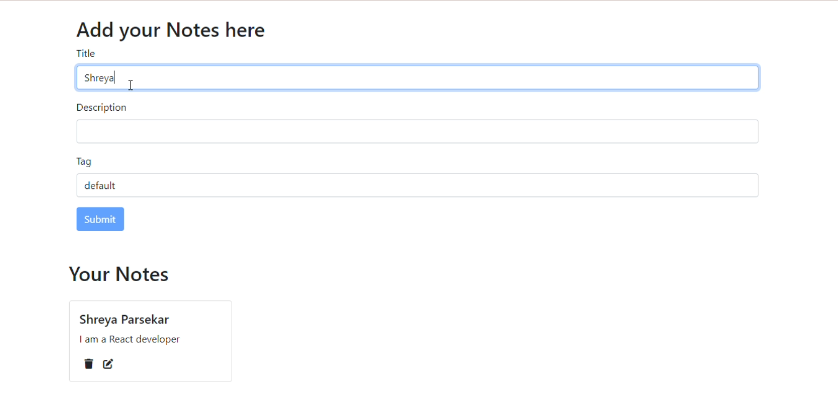 Add your Notes here
Title
Shreya
Description
Tag
default
Submit
Your Notes
Shreya Parsekar
I am a React developer